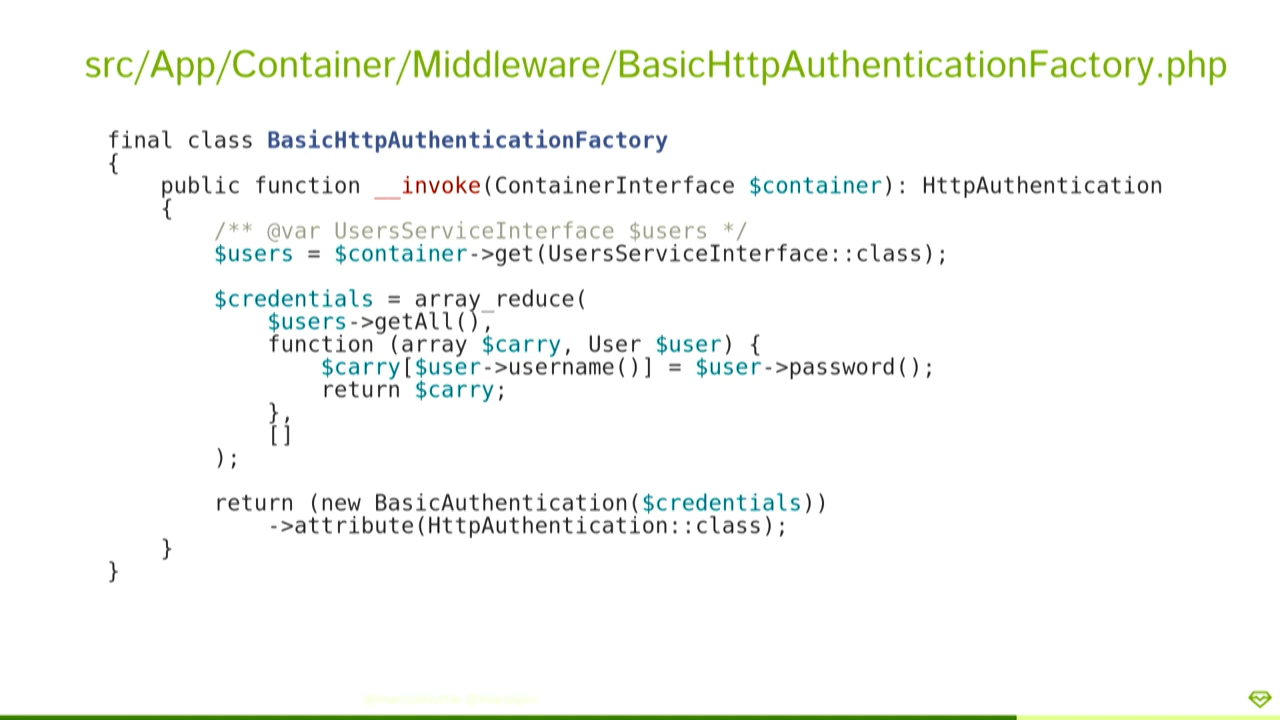 src/App/Container/Middleware/BasicHttpAuthenticationFactory.php
final class BasicHttpAuthenticationFactory
{
    public function __invoke(ContainerInterface $container): HttpAuthentication
    {
        /** @var UsersServiceInterface $users */
        $users = $container->get(UsersServiceInterface::class);

        $credentials = array_reduce(
            $users->getAll(),
            function (array $carry, User $user) {
                $carry[$user->username()] = $user->password();
                return $carry;
            },
            []
        );

        return (new BasicAuthentication($credentials))
            ->attribute(HttpAuthentication::class);
    }
}